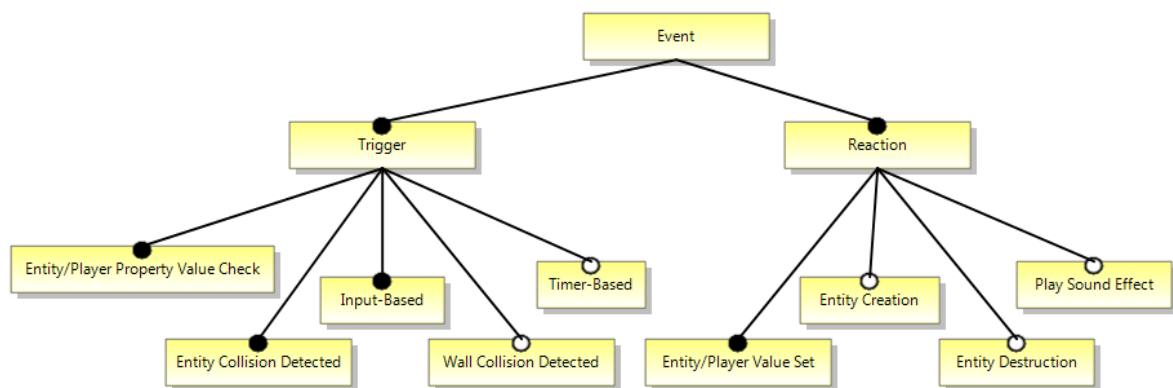 Event
Trigger
Reaction
Entity/Player Property Value Check
Input-Based
Timer-Based
Entity Creation
Play Sound Effect
Entity Collision Detected
Wall Collision Detected
Entity/Player Value Set
Entity Destruction